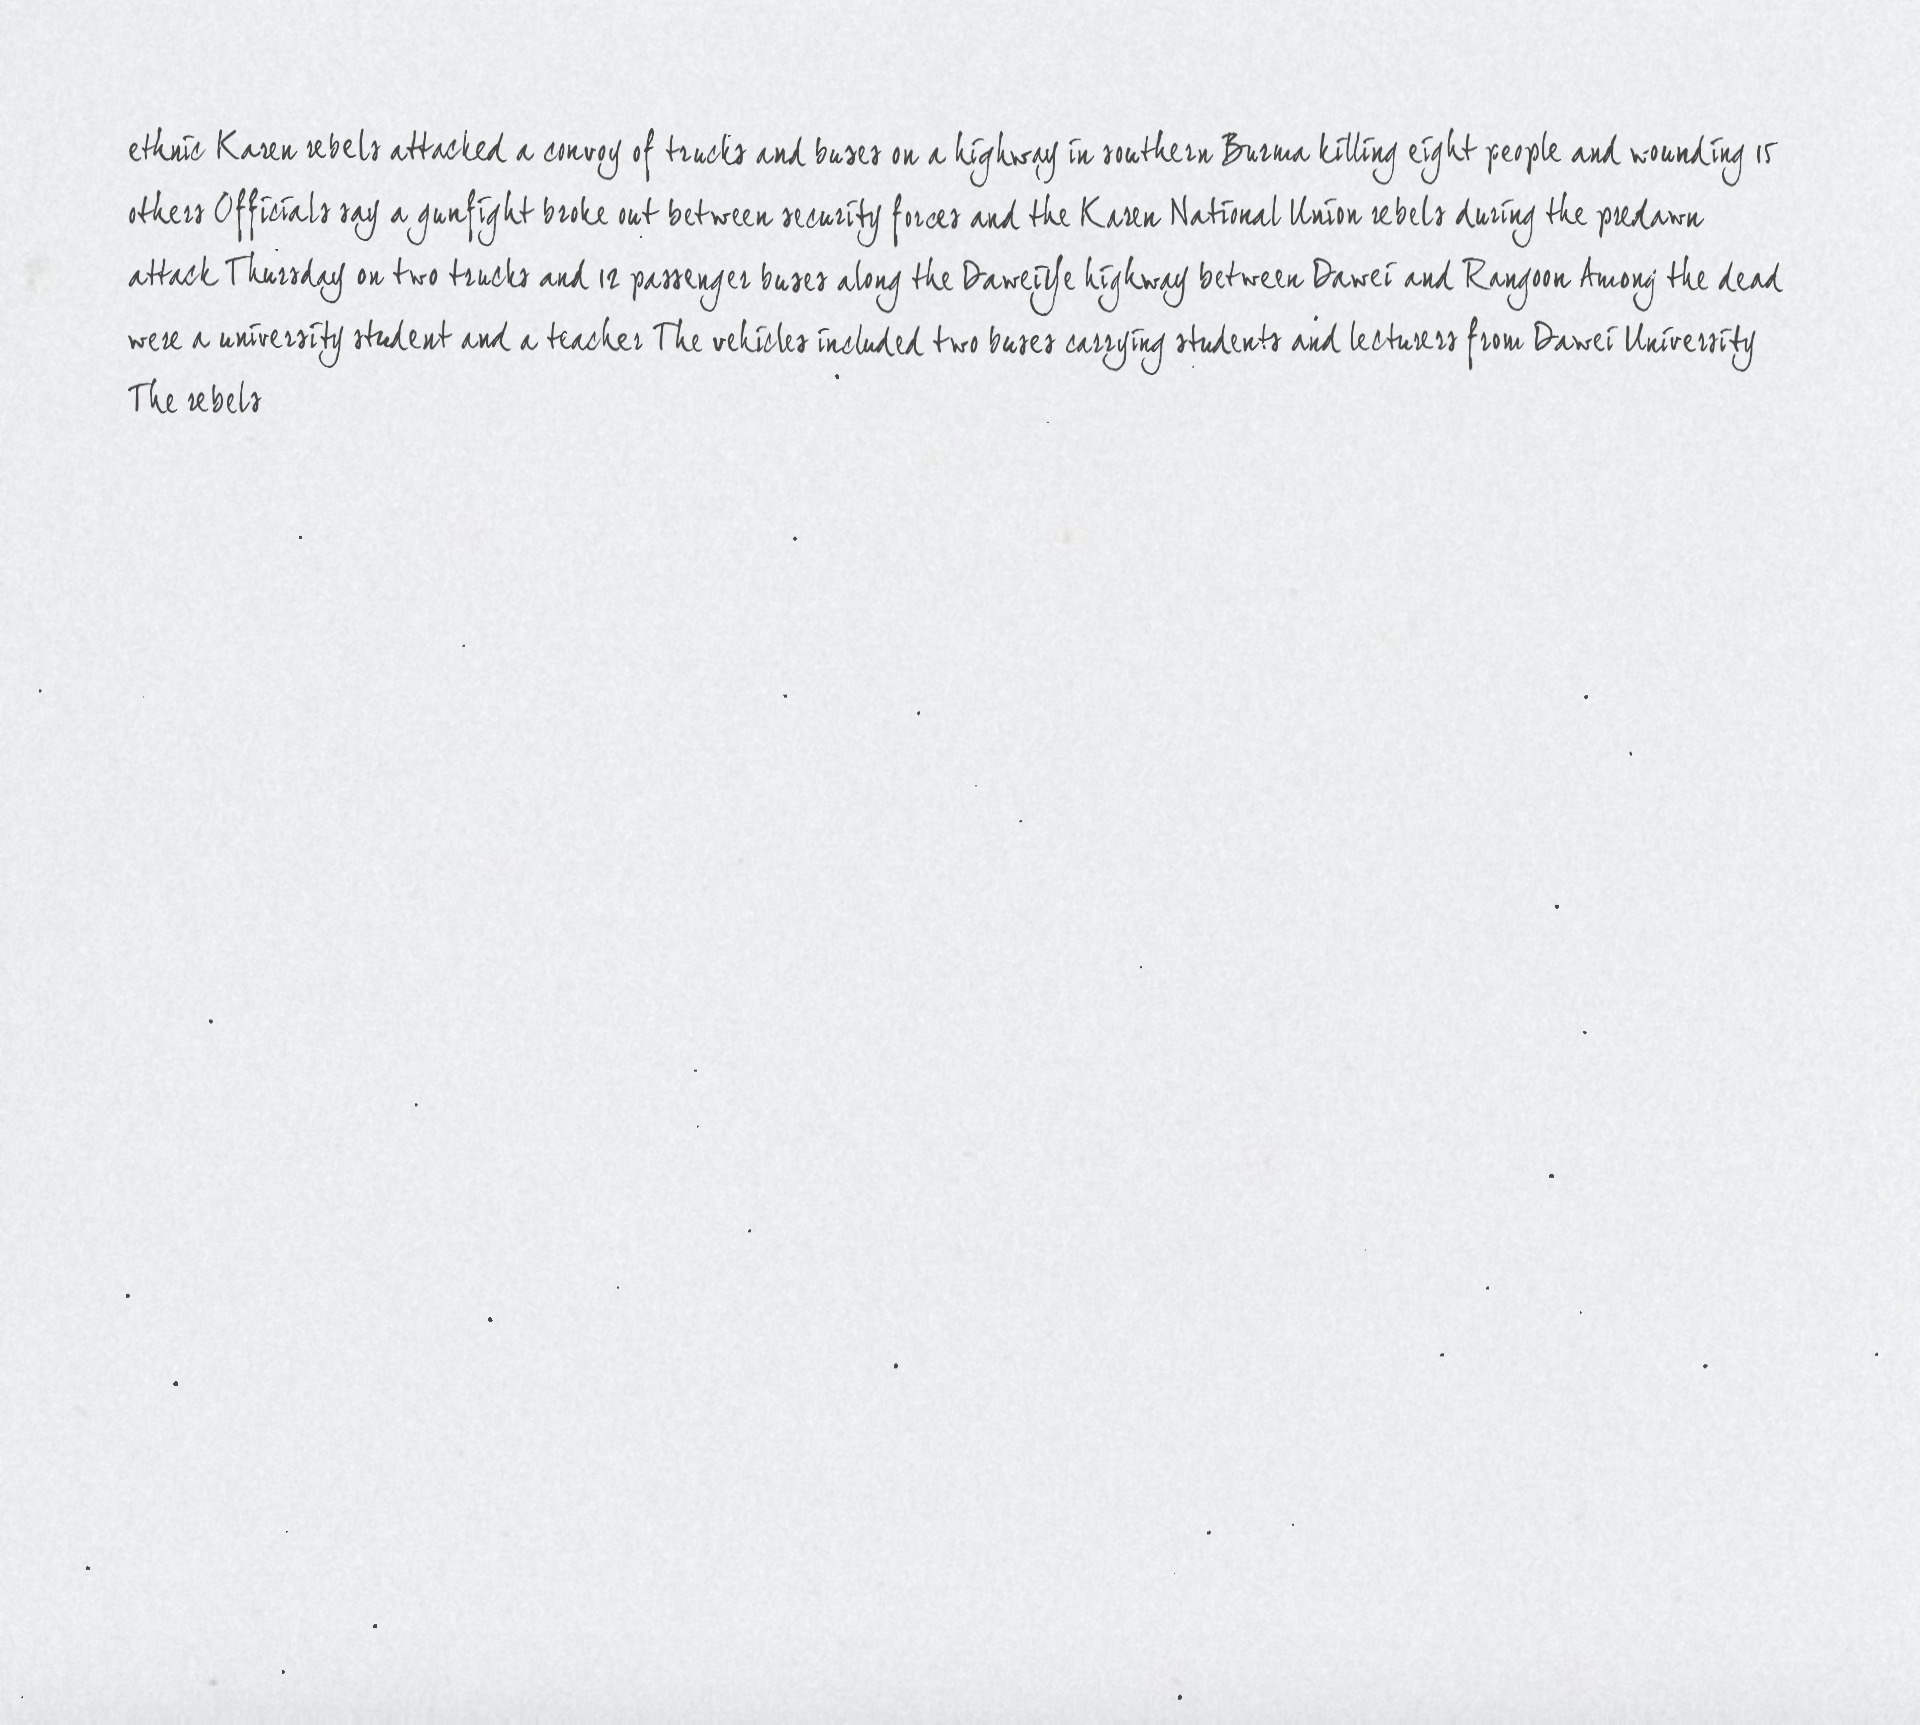 ethnic Karen rebels attacked a convoy of trucks and buses on a highway in southern Burma killing eight people and wounding 15
others Officials say a gunfight broke out between security forces and the Karen National Union rebels during the predawn
attack Thursday on two trucks and 12 passenger buses along the DaweiYe highway between Dawei and Rangoon Among the dead
were a university student and a teacher The vehicles included two buses carrying students and lecturers from Dawei University
The rebels